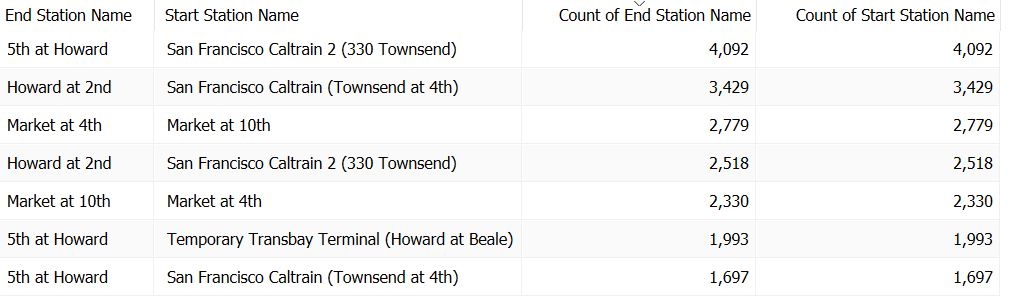 End Station Name Start Station Name Count of End Station Name Count of Start Station Name
5th at Howard San Francisco Caltrain 2 (330 Townsend) 4,092 4,092
Howard at 2nd San Francisco Caltrain (Townsend at 4th) 3,429 3,429
Market at 4th Market at 10th 2,779 2,779
Howard at 2nd San Francisco Caltrain 2 (330 Townsend) 2,518 2,518
Market at 10th Market at 4th 2,330 2,330
5th at Howard Temporary Transbay Terminal (Howard at Beale) 1,993 1,993
5th at Howard San Francisco Caltrain (Townsend at 4th) 1,697 1,697